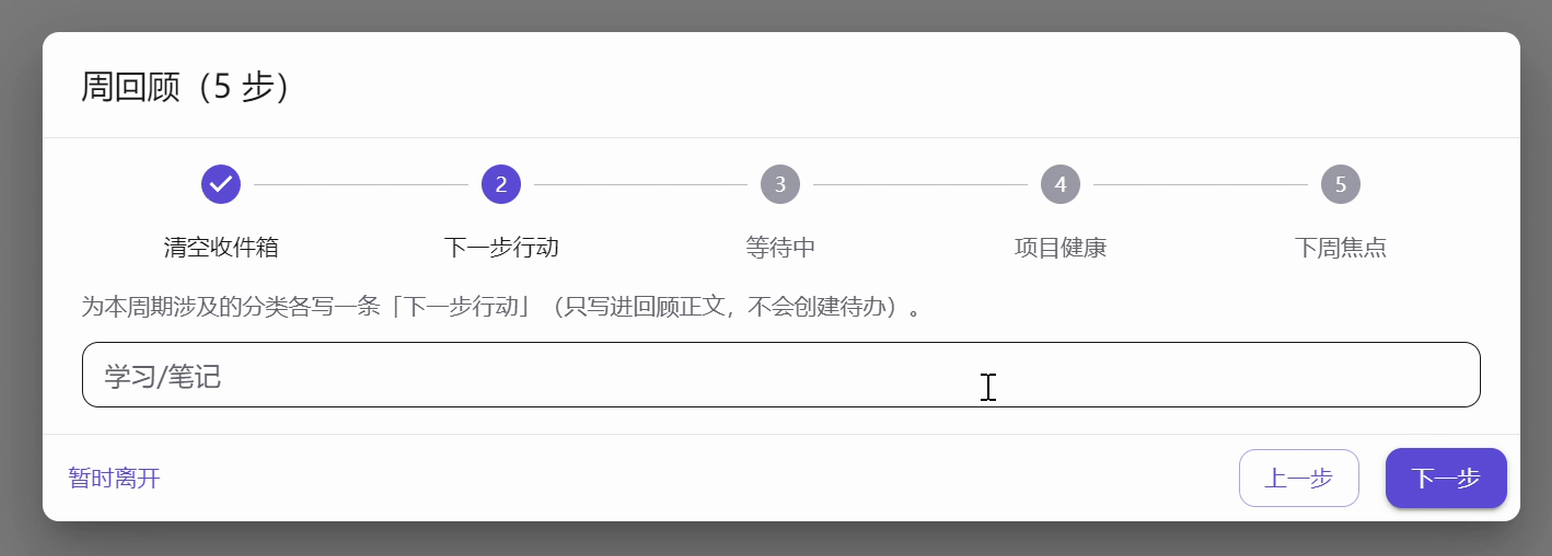 周回顾（5 步）
2
3
4
5
清空收件箱
下一步行动
等待中
项目健康
下周焦点
为本周期涉及的分类各写一条「下一步行动」（只写进回顾正文，不会创建待办）。
学习/笔记
暂时离开
上一步
下一步